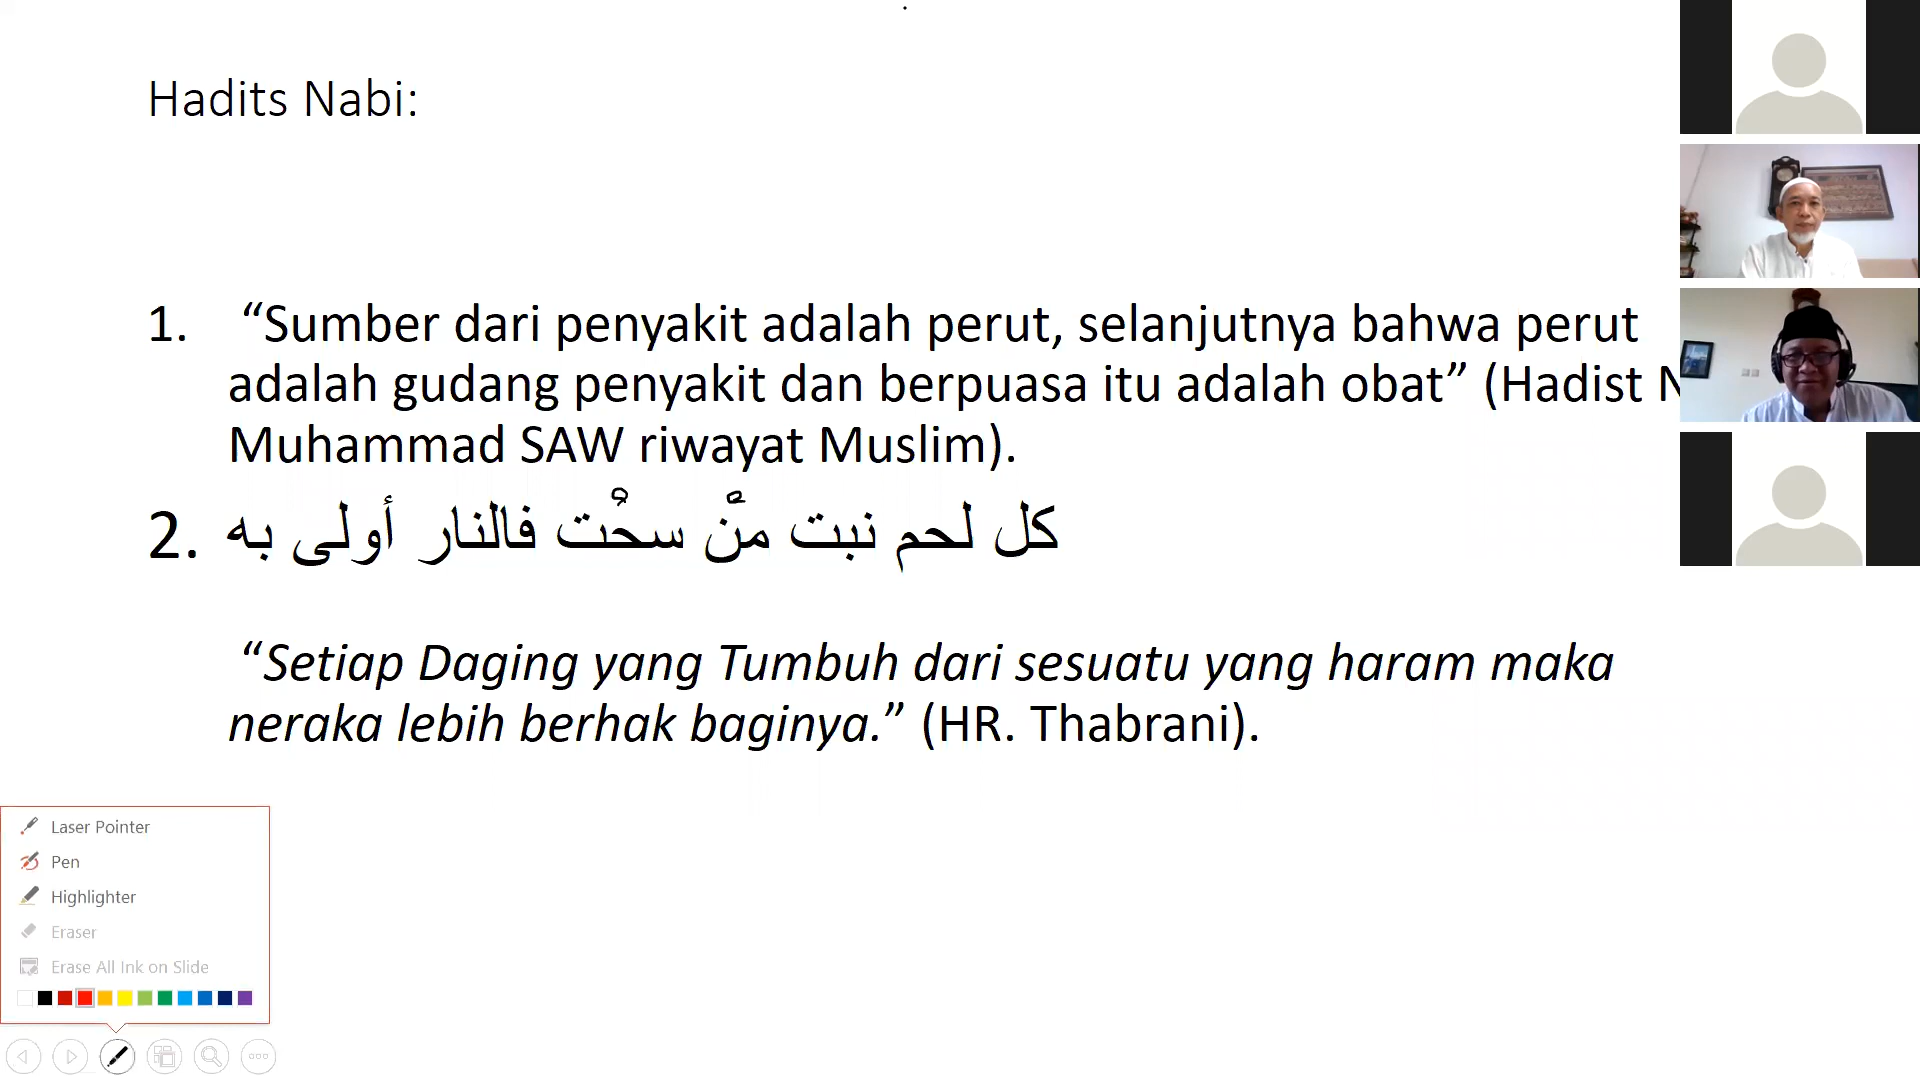 Hadits Nabi:
1. “Sumber dari penyakit adalah perut, selanjutnya bahwa perut
adalah gudang penyakit dan berpuasa itu adalah obat” (Hadist
Muhammad SAW riwayat Muslim).
2. كل لحم نبت منْ سحْت فالنار أولى به
“Setiap Daging yang Tumbuh dari sesuatu yang haram maka
neraka lebih berhak baginya.” (HR. Thabrani).
Laser Pointer
Pen
Highlighter
Eraser
Erase All Ink on Slide